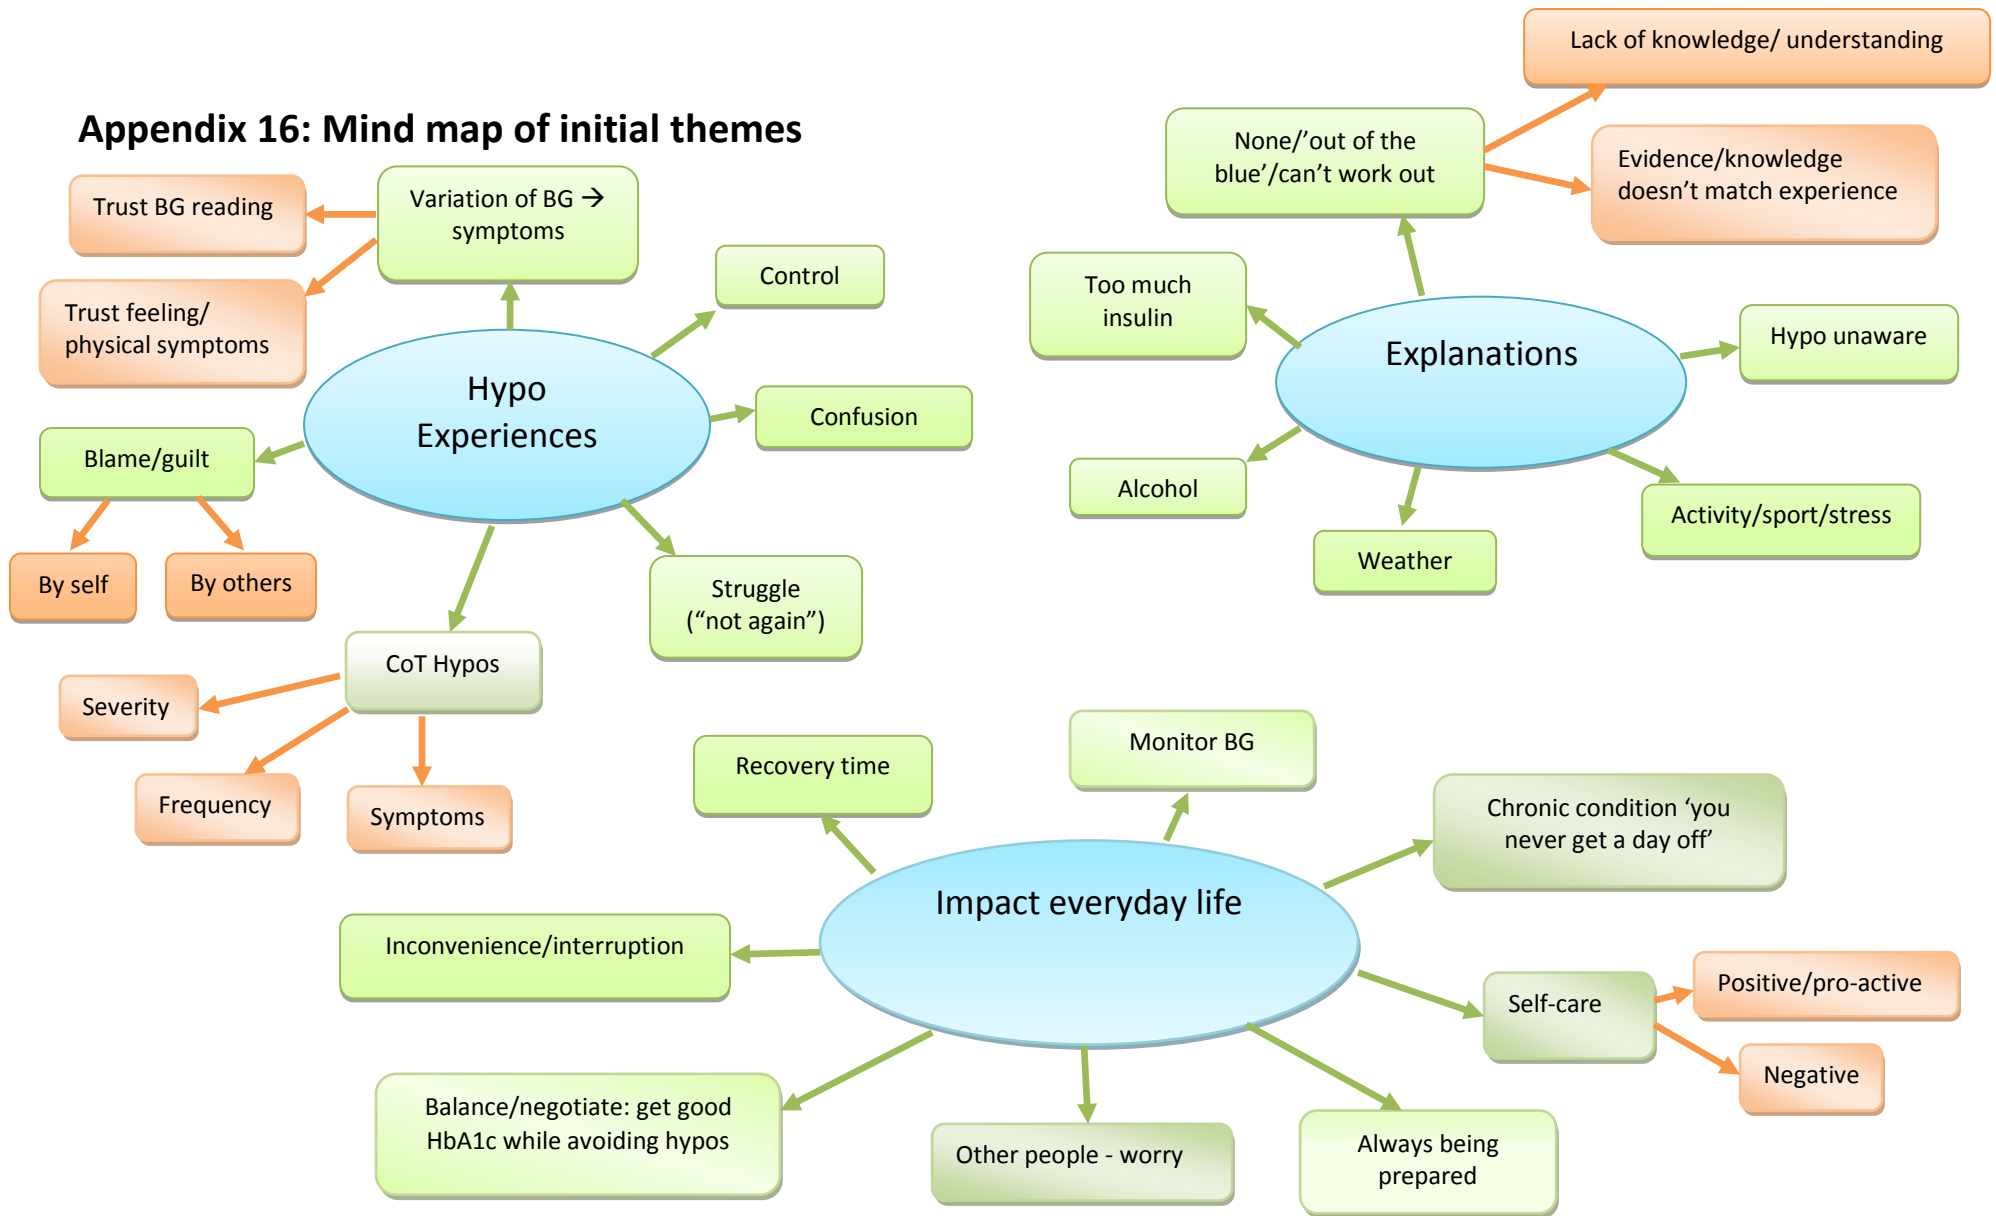 Appendix 16: Mind map of initial themes
Trust BG reading
Variation of BG →
symptoms
Trust feeling/
physical symptoms
Control
Hypo
Experiences
Confusion
Blame/guilt
By self
By others
Struggle
(“not again”)
CoT Hypos
Severity
Frequency
Symptoms
Lack of knowledge/ understanding
None/’out of the
blue’/can’t work out
Evidence/knowledge
doesn’t match experience
Too much
insulin
Explanations
Hypo unaware
Alcohol
Weather
Activity/sport/stress
Recovery time
Monitor BG
Chronic condition ‘you
never get a day off’
Impact everyday life
Inconvenience/interruption
Self-care
Positive/pro-active
Negative
Balance/negotiate: get good
HbA1c while avoiding hypos
Other people - worry
Always being
prepared